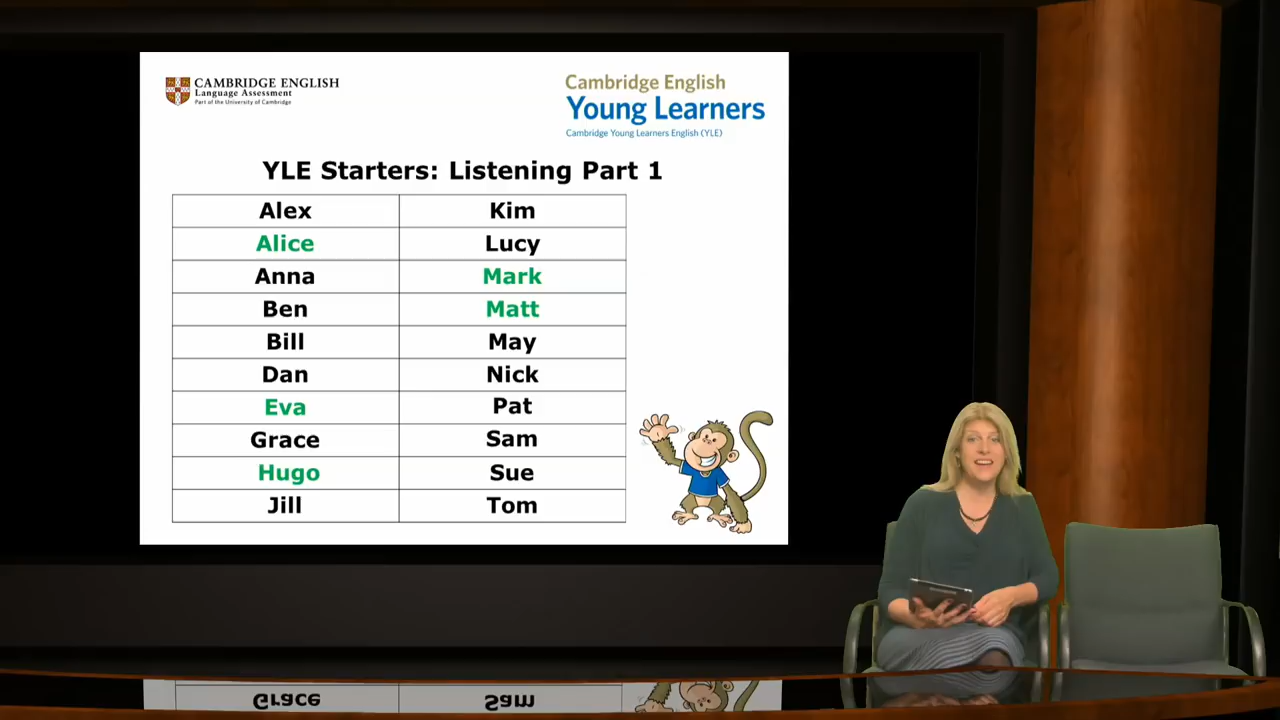 CAMBRIDGE ENGLISH
Language Assessment
Part of the University of Cambridge
Cambridge English
Young Learners
Cambridge Young Learners English (YLE)
YLE Starters: Listening Part 1
Alex Kim
Alice Lucy
Anna Mark
Ben Matt
Bill May
Dan Nick
Eva Pat
Grace Sam
Hugo Sue
Jill Tom
Grace Sam